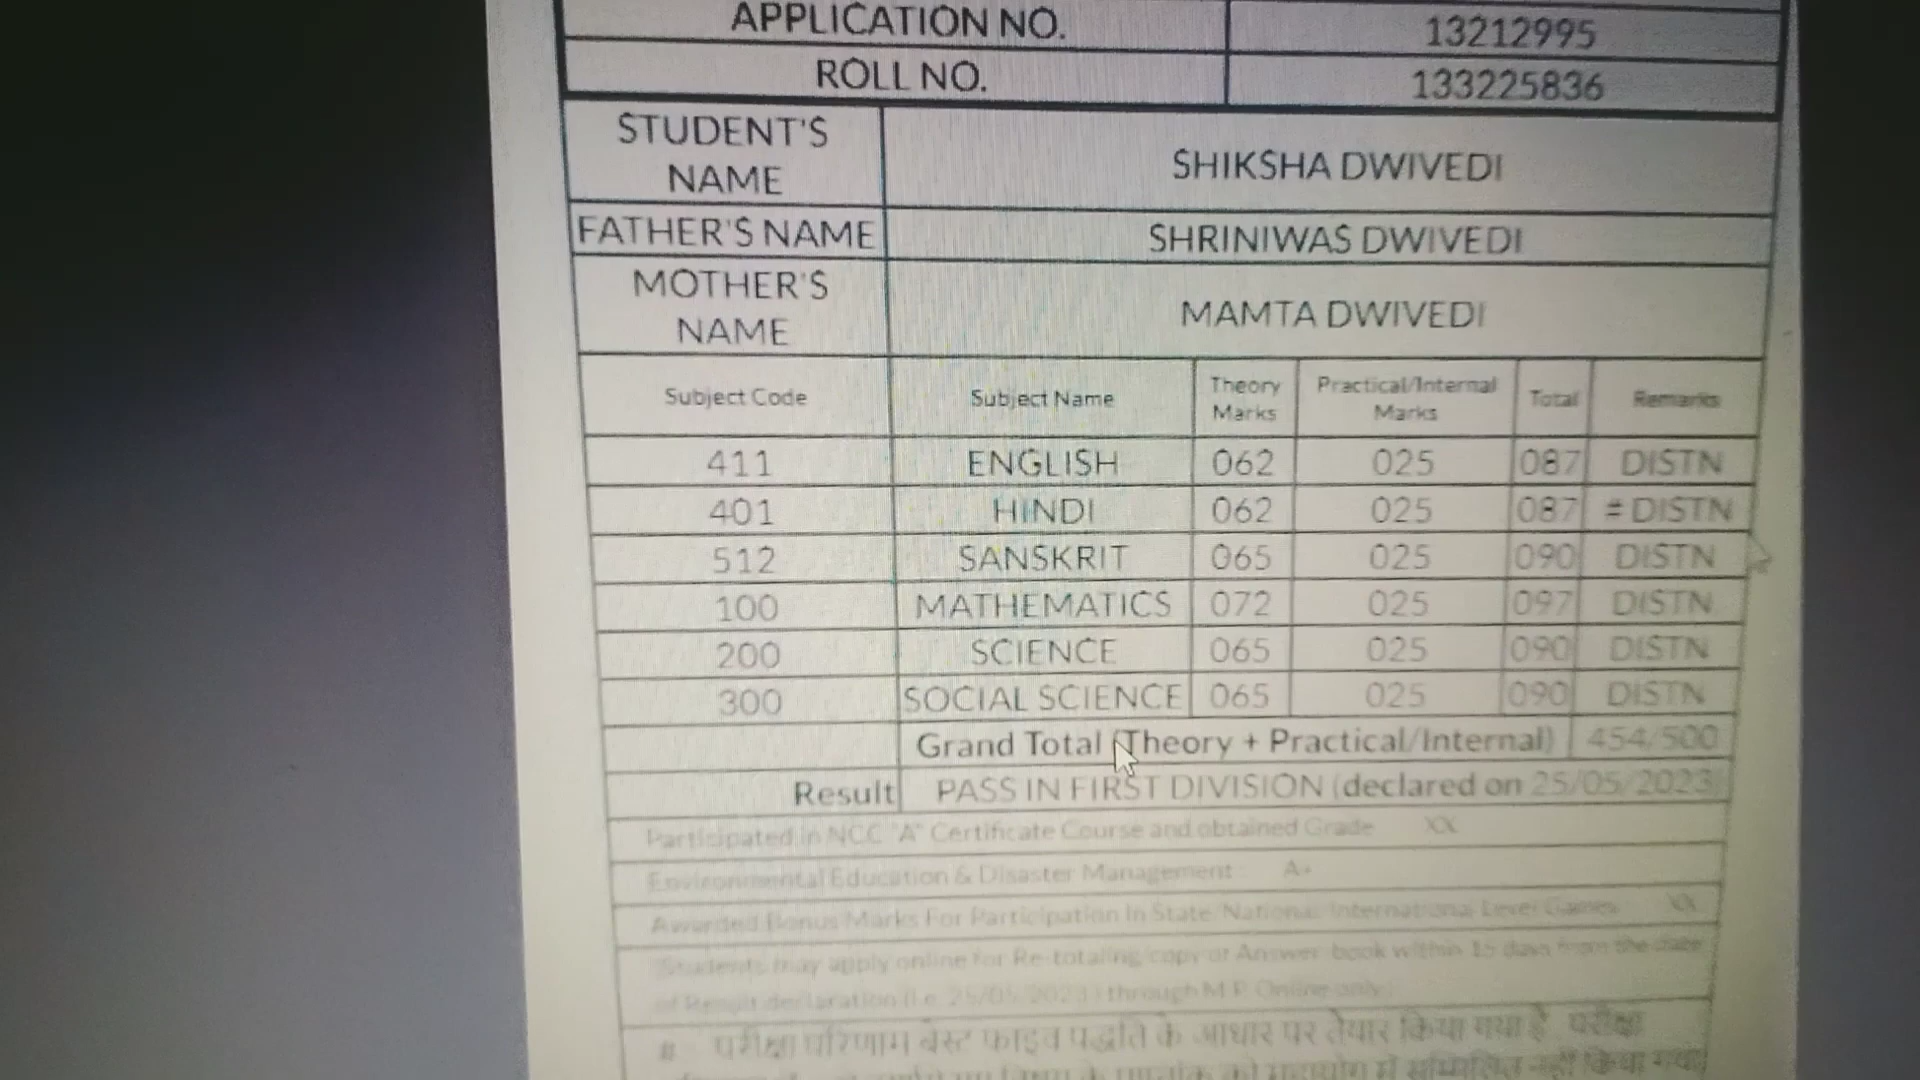 APPLICATION NO. 13212995
ROLL NO. 133225836
STUDENT'S NAME SHIKSHA DWIVEDI
FATHER'S NAME SHRINIWAS DWIVEDI
MOTHER'S NAME MAMTA DWIVEDI
Subject Code Subject Name Theory Marks Practical/Internal Marks Total Remarks
411 ENGLISH 062 025 087 DISTN
401 HINDI 062 025 087 # DISTN
512 SANSKRIT 065 025 090 DISTN
100 MATHEMATICS 072 025 097 DISTN
200 SCIENCE 065 025 090 DISTN
300 SOCIAL SCIENCE 065 025 090 DISTN
Grand Total (Theory + Practical/Internal) 454/500
Result PASS IN FIRST DIVISION (declared on 25/05/2023
Participated in NCC "A" Certificate Course and obtained Grade XX
Environmental Education & Disaster Management : A+
Awarded Bonus Marks For Participation In State/National/International Level Games XX
Students may apply online for Re-totaling/copy of Answer book within 15 days from the date
of Result declaration (i.e. 25/05/2023) through M.P. Online only
# परीक्षा परिणाम बेस्ट फाइव पद्धति के आधार पर तैयार किया गया है परीक्षा